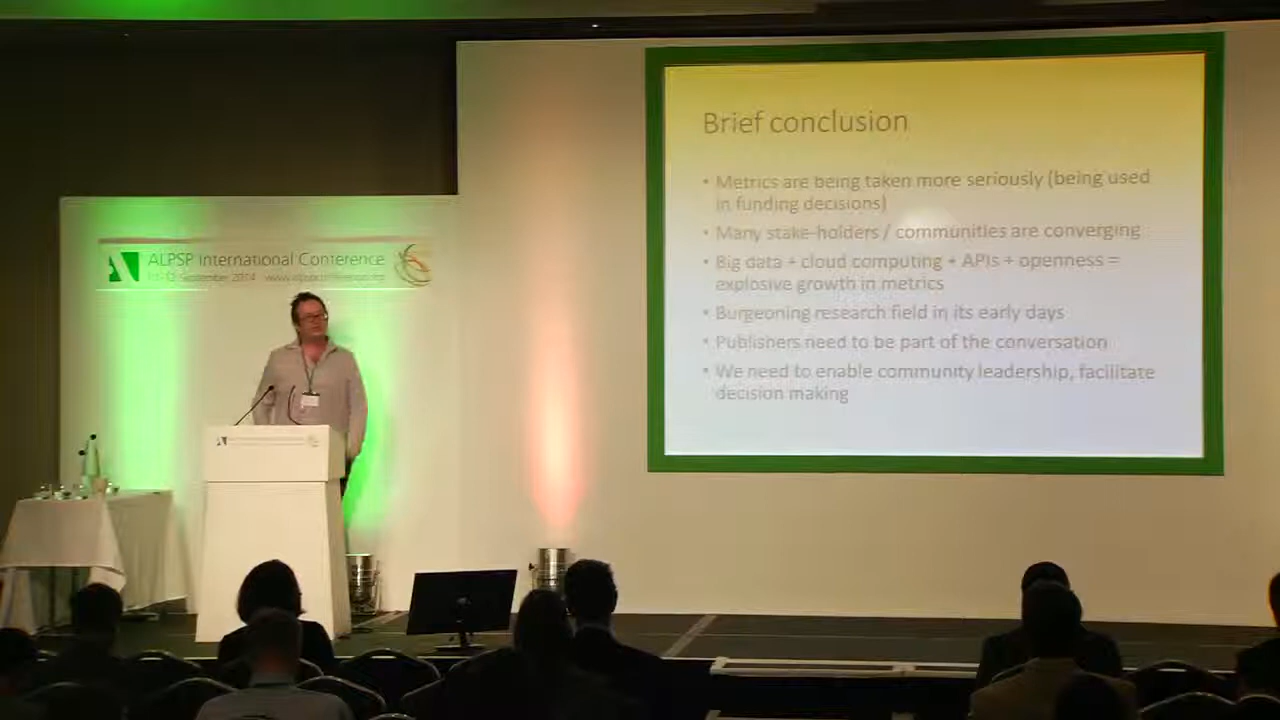 ALPSP International Conference
September 2014
Brief conclusion
• Metrics are being taken more seriously (being used
in funding decisions)
• Many stake-holders / communities are converging
• Big data + cloud computing + APIs + openness =
explosive growth in metrics
• Burgeoning research field in its early days
• Publishers need to be part of the conversation
• We need to enable community leadership, facilitate
decision making